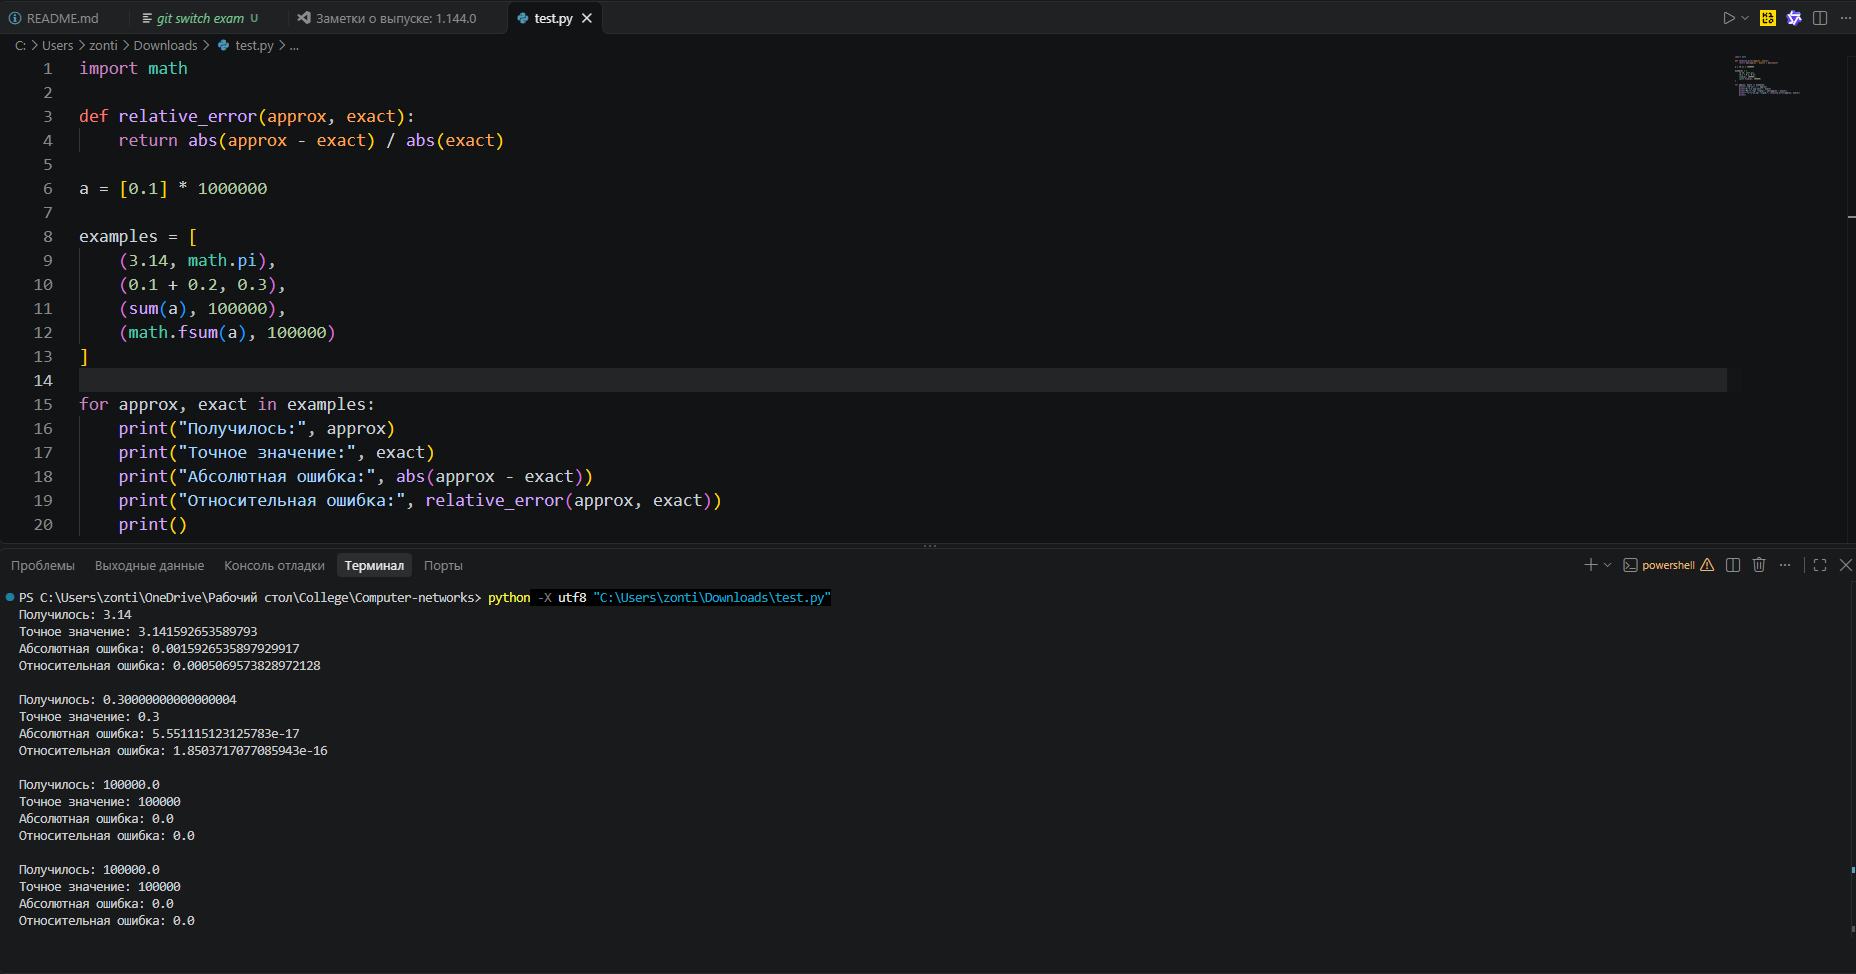 README.md git switch exam U Заметки о выпуске: 1.144.0 test.py
C: > Users > zonti > Downloads > test.py > ...
1 import math
2
3 def relative_error(approx, exact):
4     return abs(approx - exact) / abs(exact)
5
6 a = [0.1] * 1000000
7
8 examples = [
9     (3.14, math.pi),
10     (0.1 + 0.2, 0.3),
11     (sum(a), 100000),
12     (math.fsum(a), 100000)
13 ]
14
15 for approx, exact in examples:
16     print("Получилось:", approx)
17     print("Точное значение:", exact)
18     print("Абсолютная ошибка:", abs(approx - exact))
19     print("Относительная ошибка:", relative_error(approx, exact))
20     print()
Проблемы Выходные данные Консоль отладки Терминал Порты powershell
PS C:\Users\zonti\OneDrive\Рабочий стол\College\Computer-networks> python -X utf8 "C:\Users\zonti\Downloads\test.py"
Получилось: 3.14
Точное значение: 3.141592653589793
Абсолютная ошибка: 0.0015926535897929917
Относительная ошибка: 0.0005069573828972128

Получилось: 0.30000000000000004
Точное значение: 0.3
Абсолютная ошибка: 5.551115123125783e-17
Относительная ошибка: 1.8503717077085943e-16

Получилось: 100000.0
Точное значение: 100000
Абсолютная ошибка: 0.0
Относительная ошибка: 0.0

Получилось: 100000.0
Точное значение: 100000
Абсолютная ошибка: 0.0
Относительная ошибка: 0.0